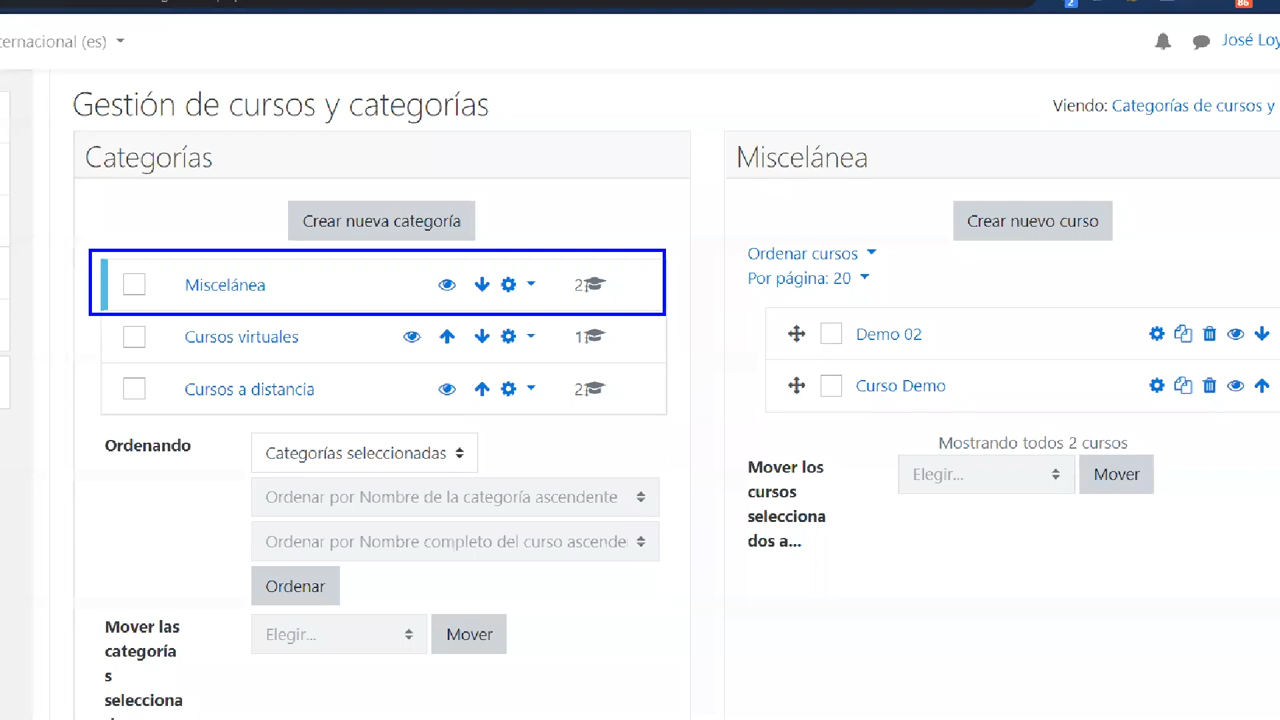 2
86
ternacional (es)
José Loy
Gestión de cursos y categorías
Viendo: Categorías de cursos y
Categorías
Crear nueva categoría
Miscelánea
2
Cursos virtuales
1
Cursos a distancia
2
Ordenando
Categorías seleccionadas
Ordenar por Nombre de la categoría ascendente
Ordenar por Nombre completo del curso ascende
Ordenar
Mover las
categoría
s
selecciona
Elegir...
Mover
Miscelánea
Crear nuevo curso
Ordenar cursos
Por página: 20
Demo 02
Curso Demo
Mostrando todos 2 cursos
Mover los
cursos
selecciona
dos a...
Elegir...
Mover